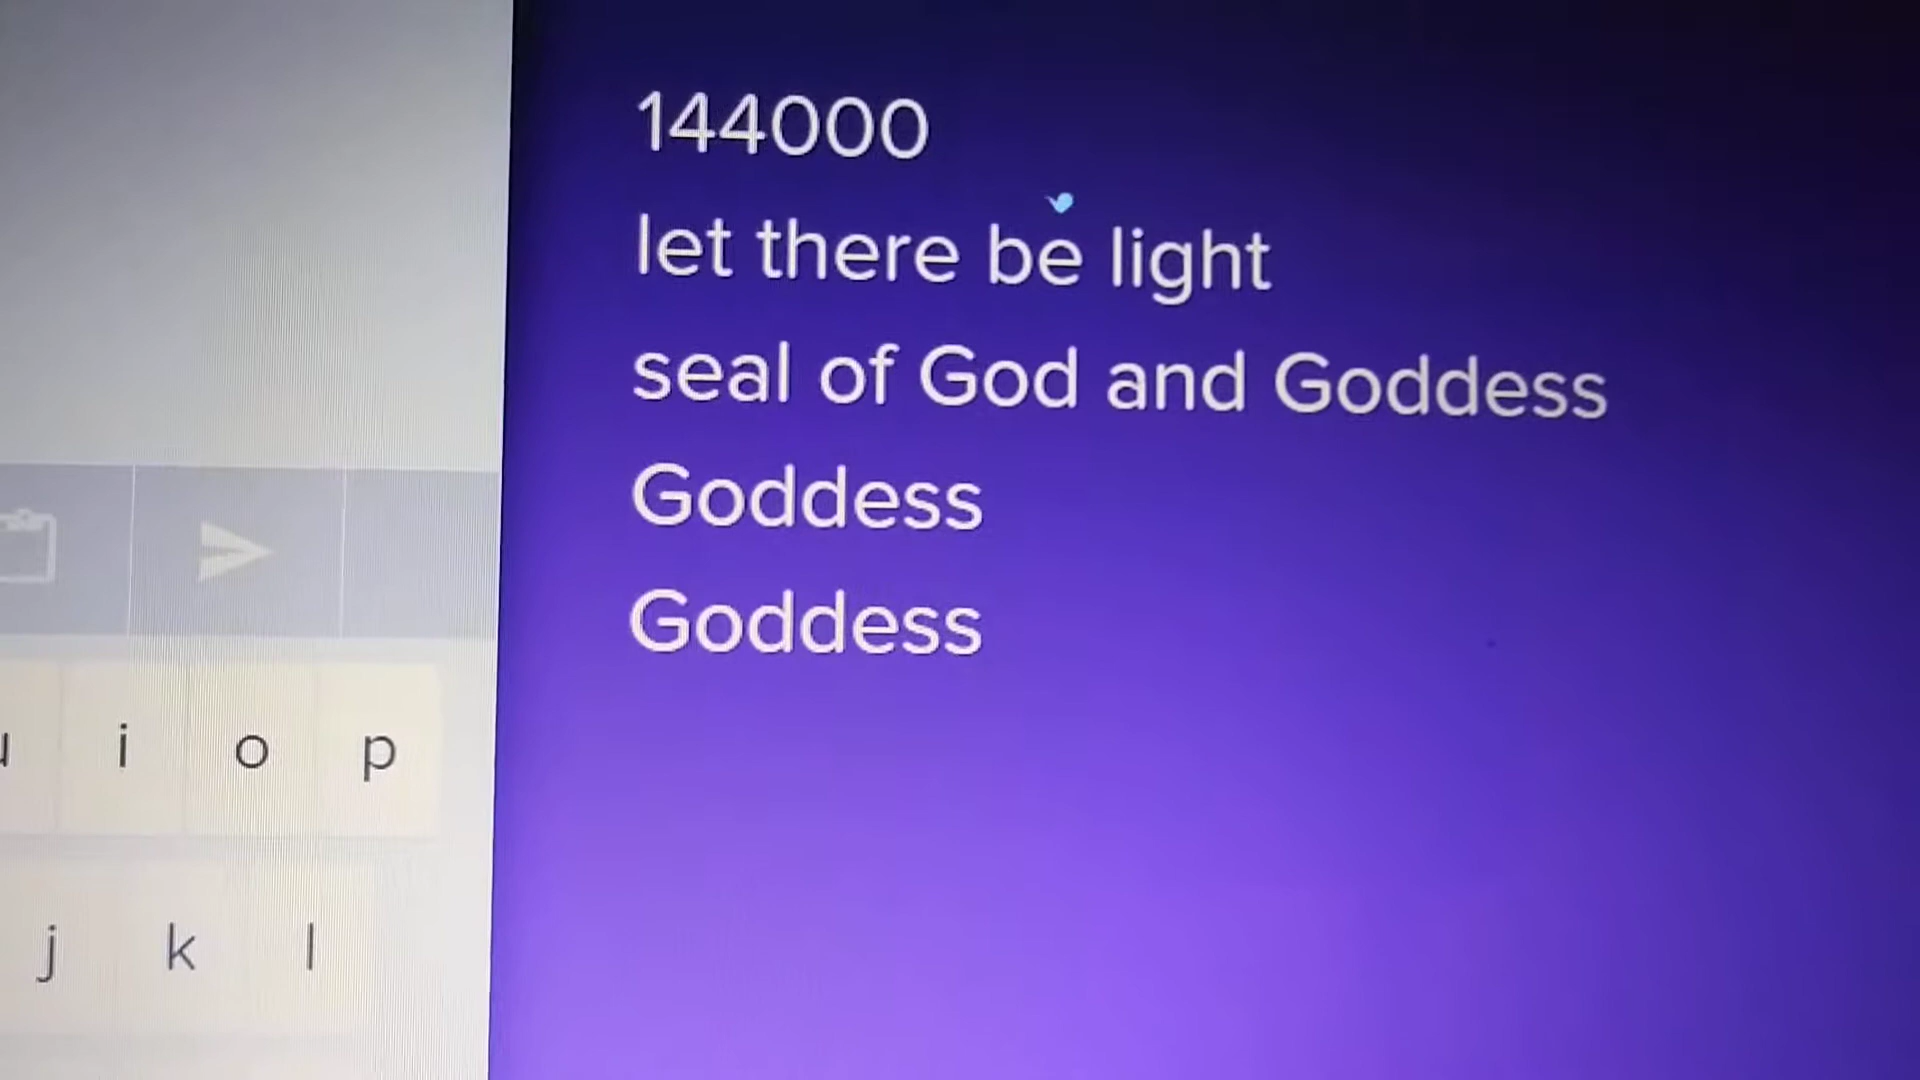 144000
let there be light
seal of God and Goddess
Goddess
Goddess
i o p
j k l